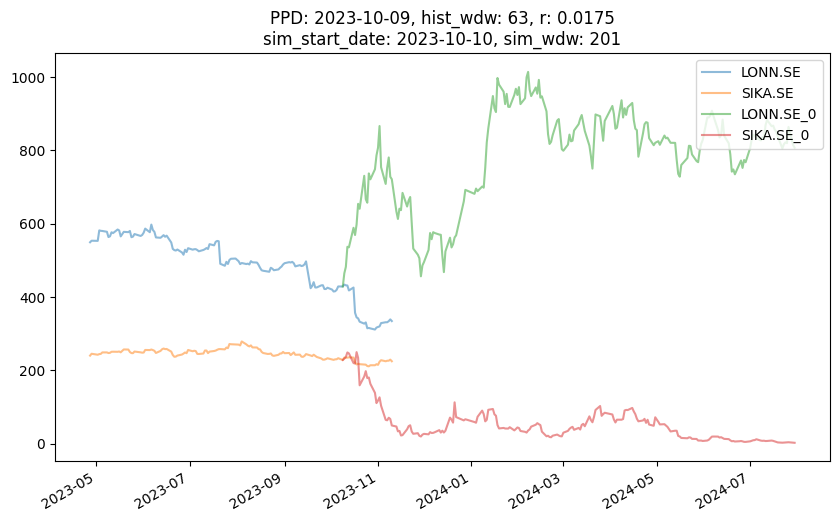 PPD: 2023-10-09, hist_wdw: 63, r: 0.0175
sim_start_date: 2023-10-10, sim_wdw: 201
LONN.SE
SIKA.SE
LONN.SE_0
SIKA.SE_0
1000
800
600
400
200
0
2023-05
2023-07
2023-09
2023-11
2024-01
2024-03
2024-05
2024-07